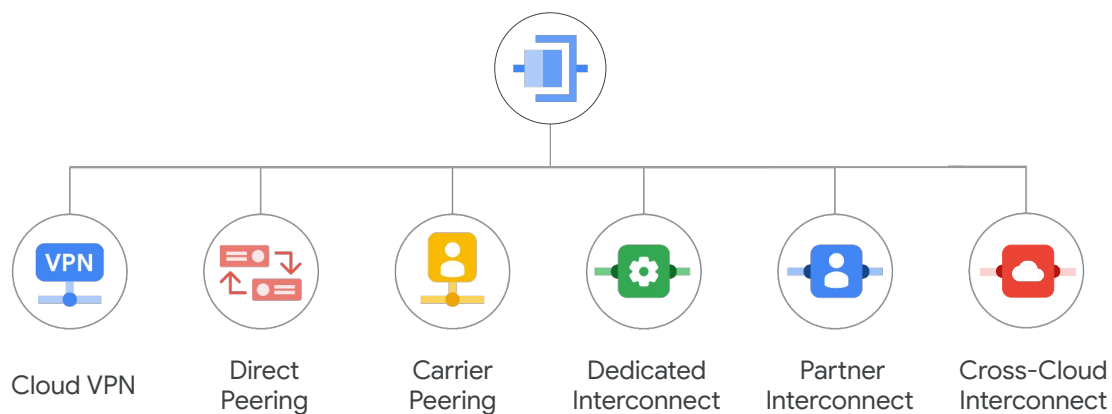 VPN
Cloud VPN
Direct
Peering
Carrier
Peering
Dedicated
Interconnect
Partner
Interconnect
Cross-Cloud
Interconnect